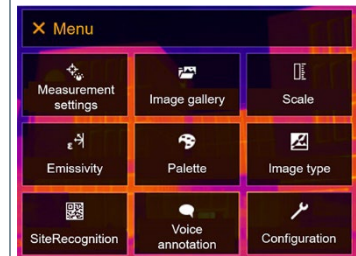 Menu
Measurement
settings
Image gallery
Scale
Emissivity
Palette
Image type
SiteRecognition
Voice
annotation
Configuration